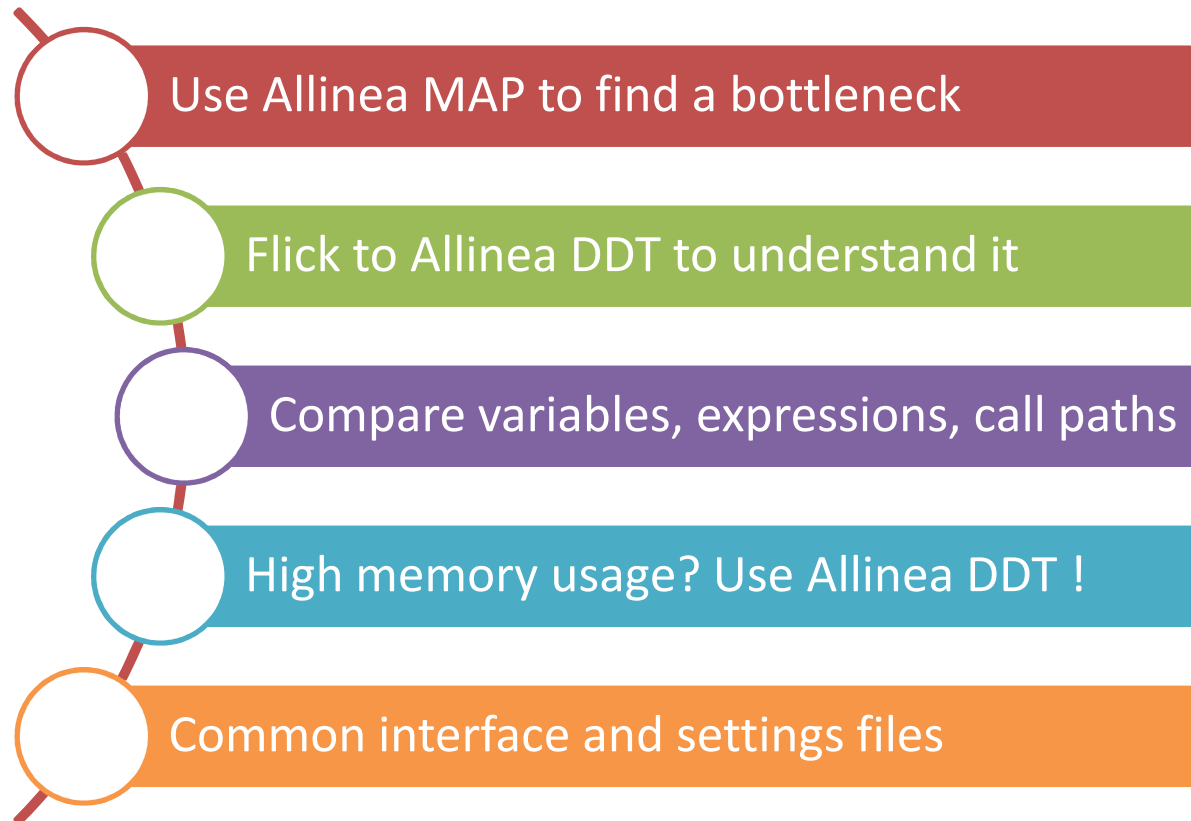 Use Allinea MAP to find a bottleneck
Flick to Allinea DDT to understand it
Compare variables, expressions, call paths
High memory usage? Use Allinea DDT !
Common interface and settings files